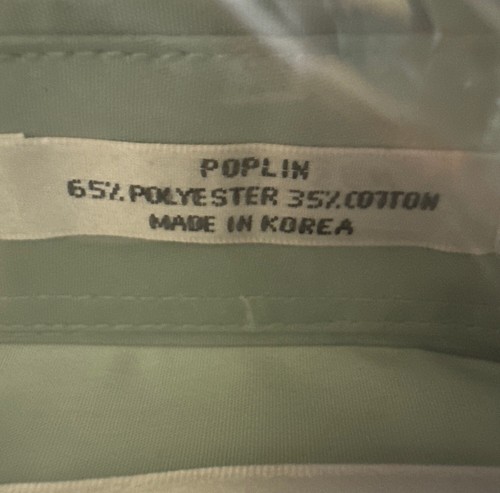 POPLIN
65% POLYESTER 35% COTTON
MADE IN KOREA